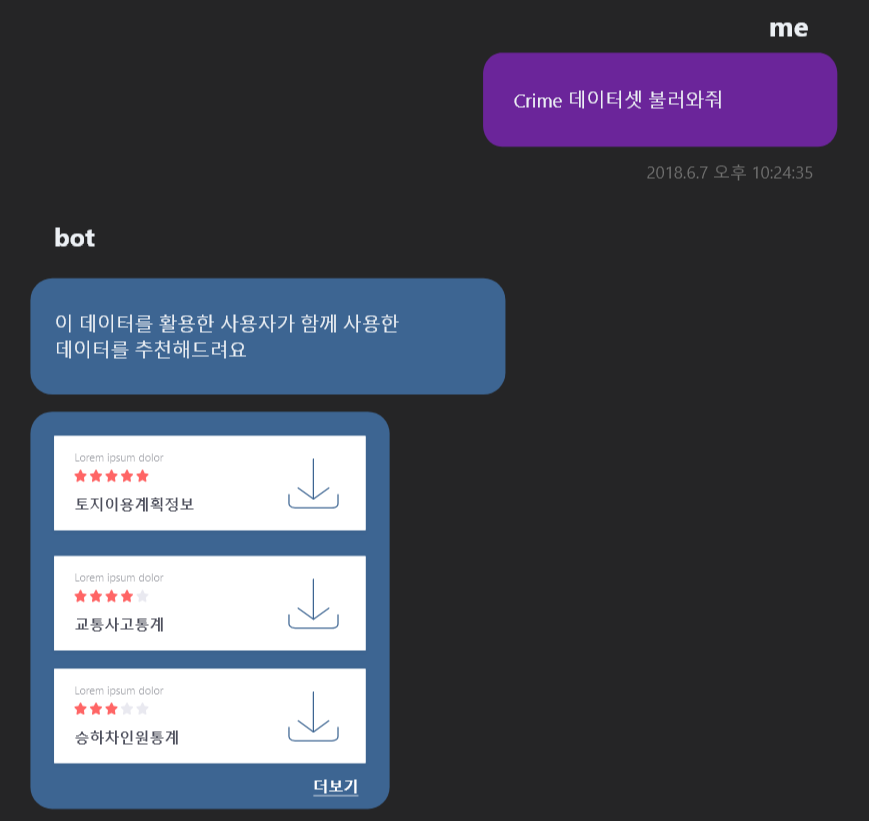 me
Crime 데이터셋 불러와줘
2018.6.7 오후 10:24:35
bot
이 데이터를 활용한 사용자가 함께 사용한
데이터를 추천해드려요
Lorem ipsum dolor
토지이용계획정보
Lorem ipsum dolor
교통사고통계
Lorem ipsum dolor
승하차인원통계
더보기